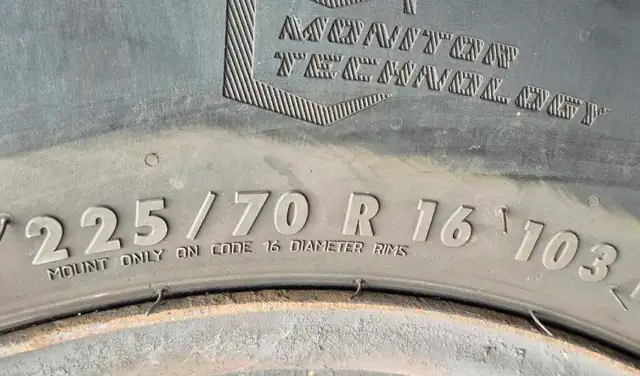 MONITOR
TECHNOLOGY
225/70 R 16 103
MOUNT ONLY ON CODE 16 DIAMETER RIMS